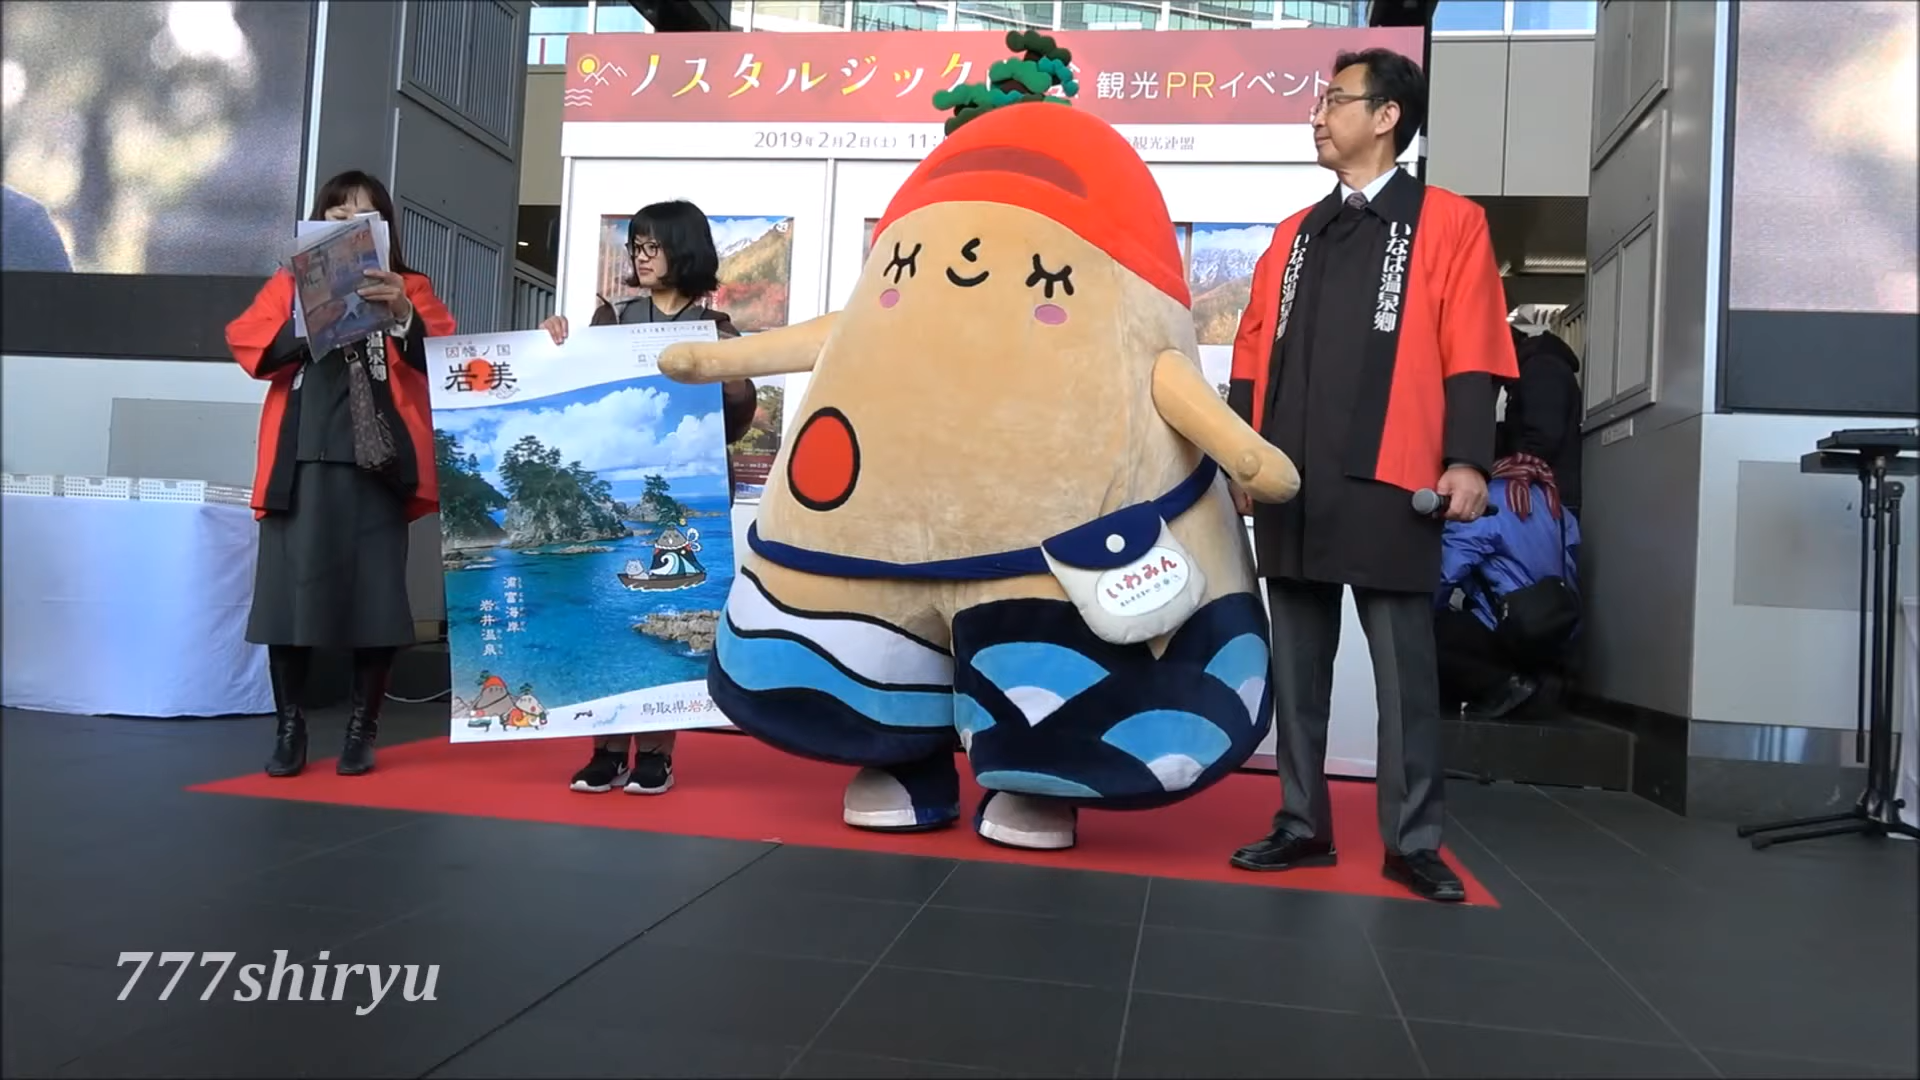 ノスタルジック
観光PRイベント
2019年2月2日(土) 11:
観光連盟
いなば温泉郷
いなば温泉郷
温泉郷
因幡ノ国
岩美
浦富海岸
岩井温泉
鳥取県岩美
いわみん
777shiryu